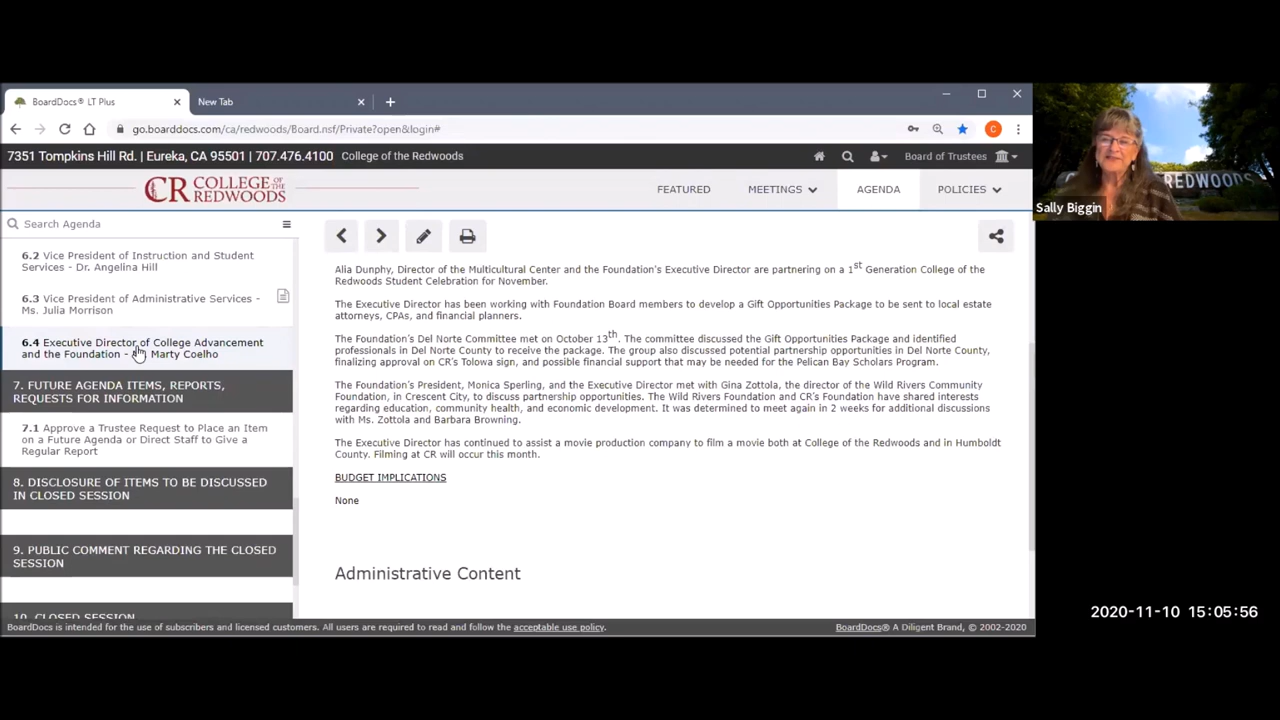 BoardDocs® LT Plus
New Tab
go.boarddocs.com/ca/redwoods/Board.nsf/Private?open&login#
C
7351 Tompkins Hill Rd. | Eureka, CA 95501 | 707.476.4100 College of the Redwoods
Board of Trustees
CR COLLEGE OF THE REDWOODS
FEATURED MEETINGS AGENDA POLICIES
Search Agenda
6.2 Vice President of Instruction and Student
Services - Dr. Angelina Hill
6.3 Vice President of Administrative Services -
Ms. Julia Morrison
6.4 Executive Director of College Advancement
and the Foundation - Marty Coelho
7. FUTURE AGENDA ITEMS, REPORTS,
REQUESTS FOR INFORMATION
7.1 Approve a Trustee Request to Place an Item
on a Future Agenda or Direct Staff to Give a
Regular Report
8. DISCLOSURE OF ITEMS TO BE DISCUSSED
IN CLOSED SESSION
9. PUBLIC COMMENT REGARDING THE CLOSED
SESSION
10. CLOSED SESSION
Alia Dunphy, Director of the Multicultural Center and the Foundation's Executive Director are partnering on a 1st Generation College of the
Redwoods Student Celebration for November.
The Executive Director has been working with Foundation Board members to develop a Gift Opportunities Package to be sent to local estate
attorneys, CPAs, and financial planners.
The Foundation's Del Norte Committee met on October 13th. The committee discussed the Gift Opportunities Package and identified
professionals in Del Norte County to receive the package. The group also discussed potential partnership opportunities in Del Norte County,
finalizing approval on CR's Tolowa sign, and possible financial support that may be needed for the Pelican Bay Scholars Program.
The Foundation's President, Monica Sperling, and the Executive Director met with Gina Zottola, the director of the Wild Rivers Community
Foundation, in Crescent City, to discuss partnership opportunities. The Wild Rivers Foundation and CR's Foundation have shared interests
regarding education, community health, and economic development. It was determined to meet again in 2 weeks for additional discussions
with Ms. Zottola and Barbara Browning.
The Executive Director has continued to assist a movie production company to film a movie both at College of the Redwoods and in Humboldt
County. Filming at CR will occur this month.
BUDGET IMPLICATIONS
None
Administrative Content
BoardDocs is intended for the use of subscribers and licensed customers. All users are required to read and follow the acceptable use policy.
BoardDocs® A Diligent Brand, © 2002-2020
REDWOODS
Sally Biggin
2020-11-10 15:05:56